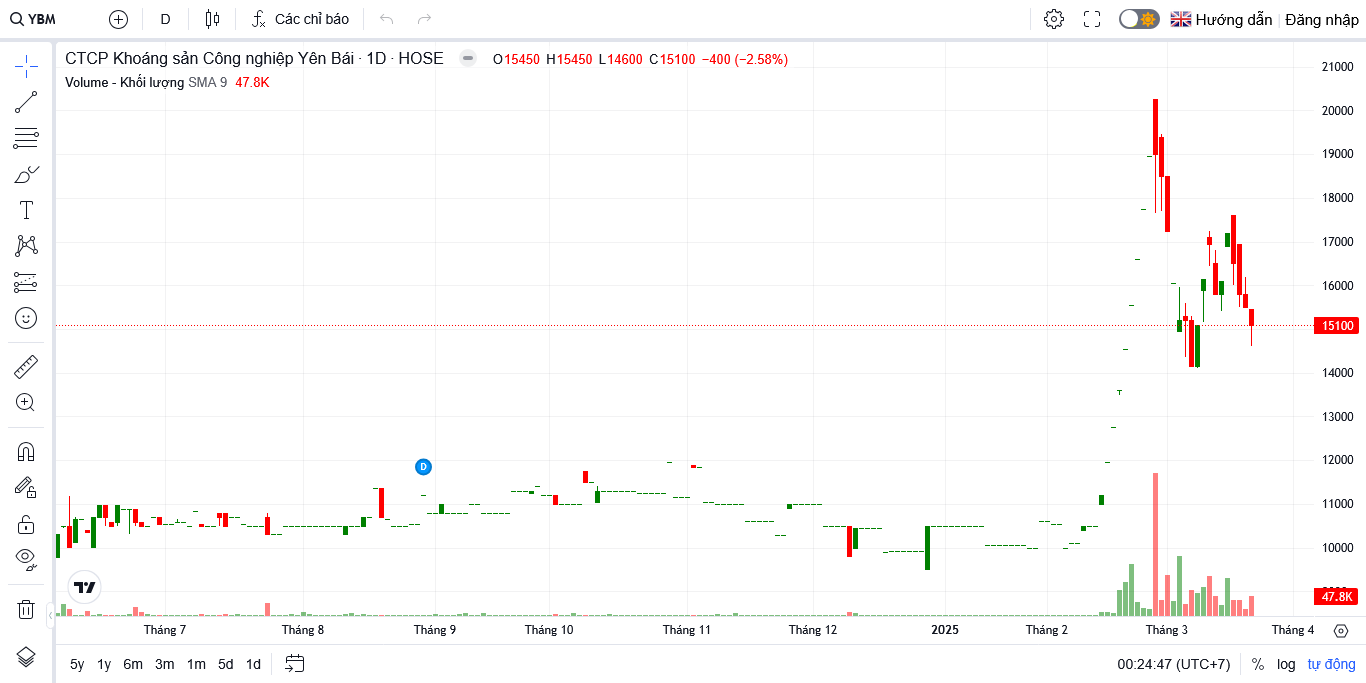 YBM D Các chỉ báo Hướng dẫn Đăng nhập
CTCP Khoáng sản Công nghiệp Yên Bái · 1D · HOSE O15450 H15450 L14600 C15100 −400 (−2.58%)
Volume - Khối lượng SMA 9 47.8K
21000
20000
19000
18000
17000
16000
15100
14000
13000
12000
11000
10000
47.8K
D
Tháng 7 Tháng 8 Tháng 9 Tháng 10 Tháng 11 Tháng 12 2025 Tháng 2 Tháng 3 Tháng 4
5y 1y 6m 3m 1m 5d 1d 00:24:47 (UTC+7) % log tự động